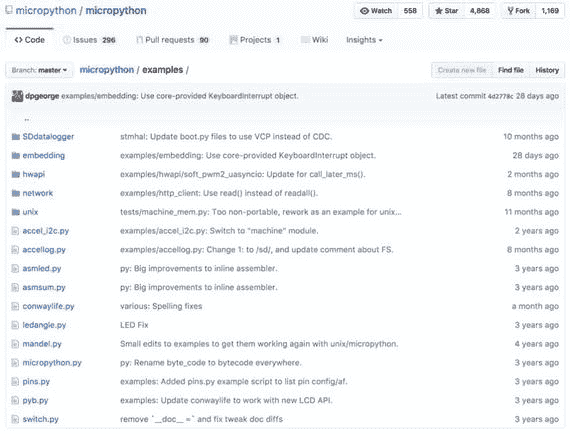 micropython / micropython
Watch 558 Star 4,868 Fork 1,169
Code Issues 296 Pull requests 90 Projects 1 Wiki Insights
Branch: master micropython / examples / Create new file Find file History
dpgeorge examples/embedding: Use core-provided KeyboardInterrupt object. Latest commit 4d2778c 28 days ago
..
SDdatalogger stmhal: Update boot.py files to use VCP instead of CDC. 10 months ago
embedding examples/embedding: Use core-provided KeyboardInterrupt object. 28 days ago
hwapi examples/hwapi/soft_pwm2_uasyncio: Update for call_later_ms(). 2 months ago
network examples/http_client: Use read() instead of readall(). 8 months ago
unix tests/machine_mem.py: Too non-portable, rework as an example for unix... 11 months ago
accel_i2c.py examples/accel_i2c.py: Switch to "machine" module. 2 years ago
accellog.py examples/accellog.py: Change 1: to /sd/, and update comment about FS. 8 months ago
asmled.py py: Big improvements to inline assembler. 3 years ago
asmsum.py py: Big improvements to inline assembler. 3 years ago
conwaylife.py various: Spelling fixes a month ago
ledangle.py LED Fix 3 years ago
mandel.py Small edits to examples to get them working again with unix/micropython. 4 years ago
micropython.py py: Rename byte_code to bytecode everywhere. 3 years ago
pins.py examples: Added pins.py example script to list pin config/af. 3 years ago
pyb.py examples: Update conwaylife to work with new LCD API. 3 years ago
switch.py remove `__doc__ =` and fix tweak doc diffs 3 years ago